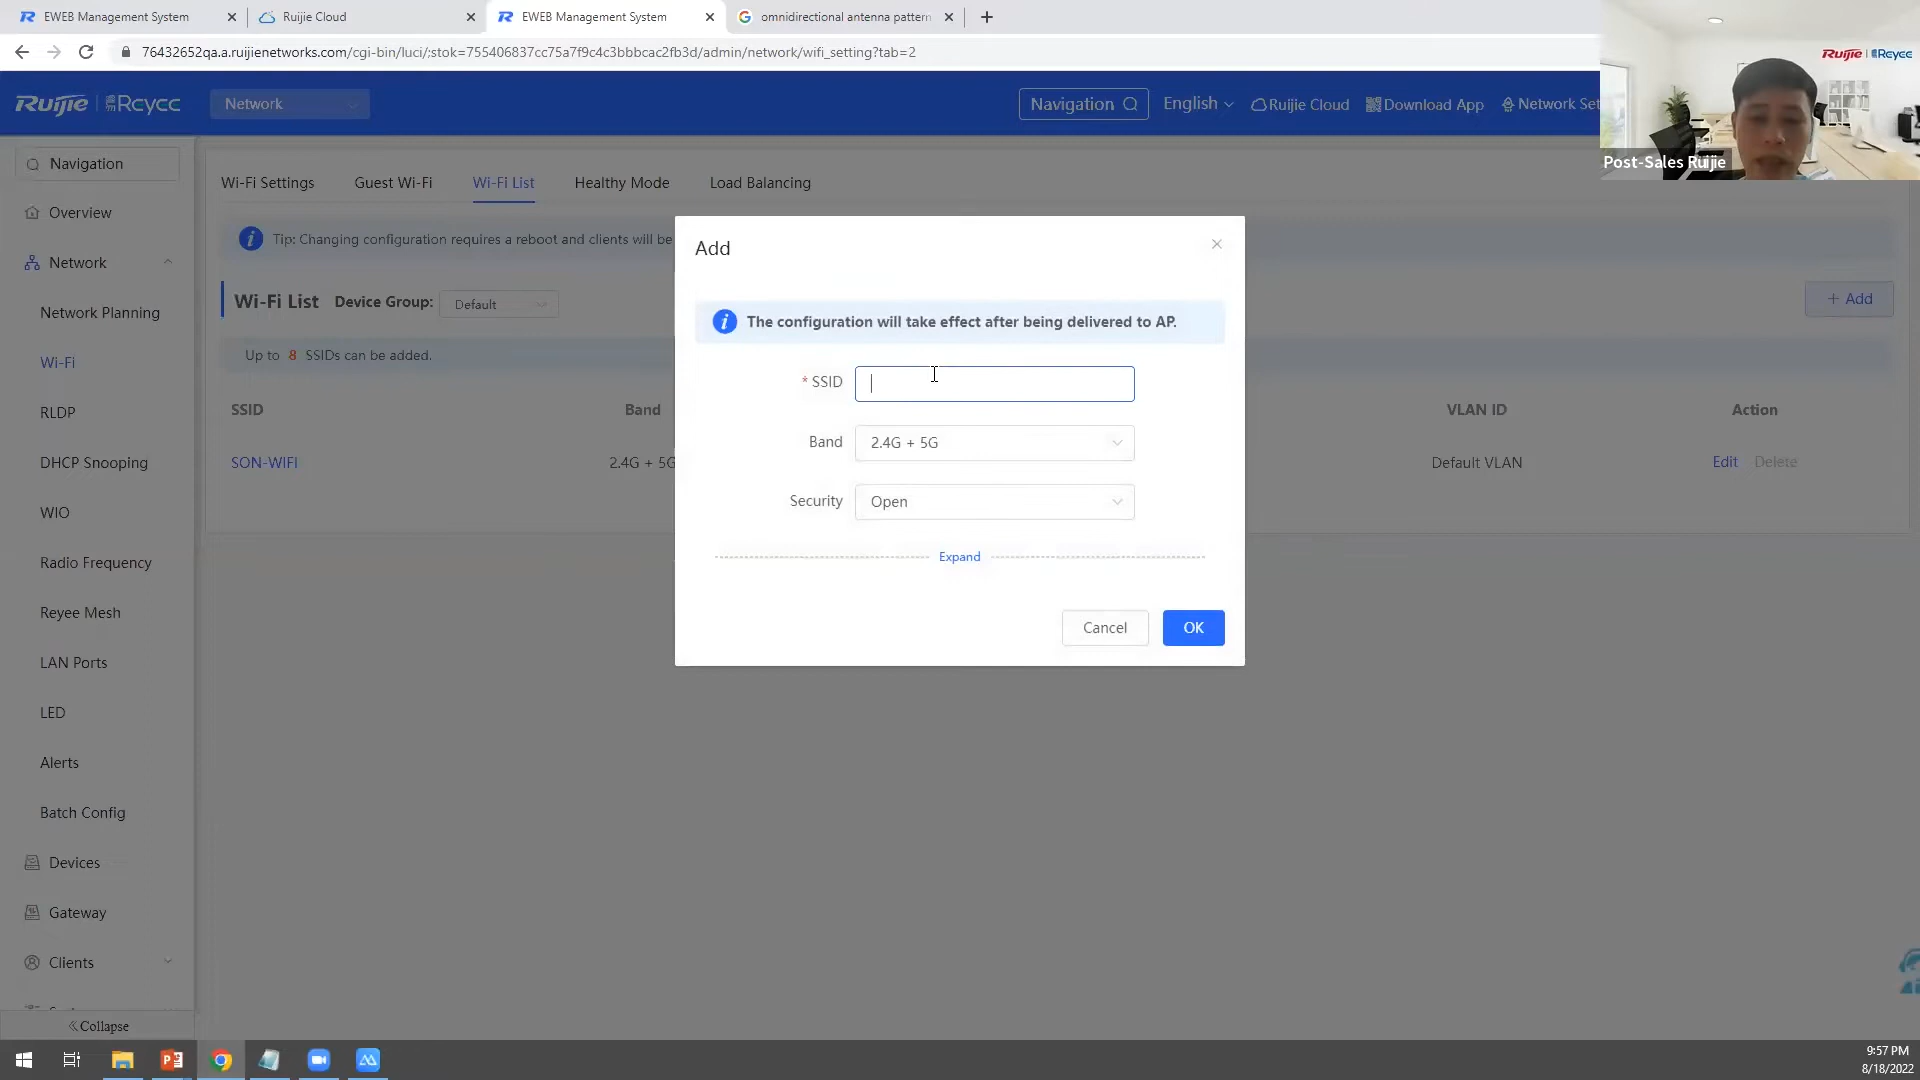 EWEB Management System
Ruijie Cloud
EWEB Management System
omnidirectional antenna pattern
76432652qa.a.ruijienetworks.com/cgi-bin/luci/;stok=755406837cc75a7f9c4c3bbbcac2fb3d/admin/network/wifi_setting?tab=2
Ruijie | Reyee
Network
Navigation
English
Ruijie Cloud
Download App
Network Set
Ruijie | Reyee
Post-Sales Ruijie
Navigation
Overview
Network
Network Planning
Wi-Fi
RLDP
DHCP Snooping
WIO
Radio Frequency
Reyee Mesh
LAN Ports
LED
Alerts
Batch Config
Devices
Gateway
Clients
Collapse
Wi-Fi Settings
Guest Wi-Fi
Wi-Fi List
Healthy Mode
Load Balancing
Tip: Changing configuration requires a reboot and clients will be
Wi-Fi List
Device Group:
Default
+ Add
Up to 8 SSIDs can be added.
SSID
Band
VLAN ID
Action
SON-WIFI
2.4G + 5G
Default VLAN
Edit
Delete
Add
The configuration will take effect after being delivered to AP.
* SSID
Band
2.4G + 5G
Security
Open
Expand
Cancel
OK
9:57 PM
8/18/2022